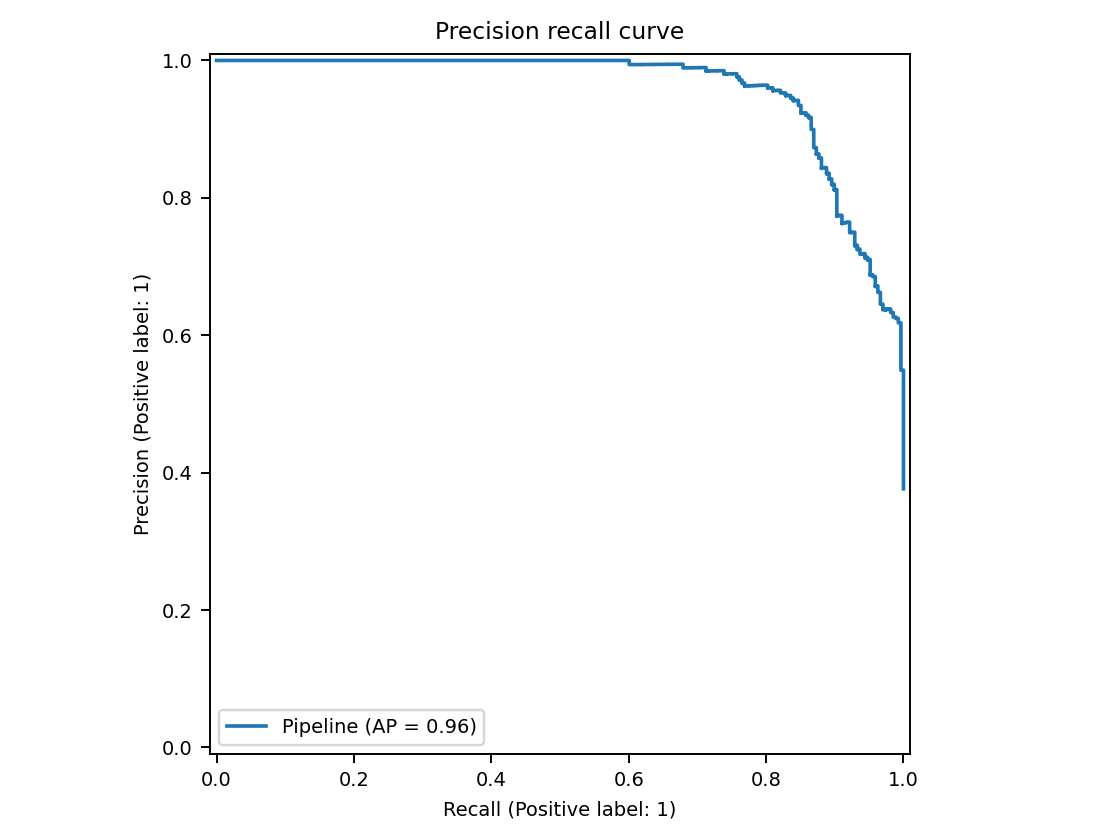 Precision recall curve
1.0
0.8
0.6
0.4
0.2
0.0
Precision (Positive label: 1)
Pipeline (AP = 0.96)
0.0 0.2 0.4 0.6 0.8 1.0
Recall (Positive label: 1)